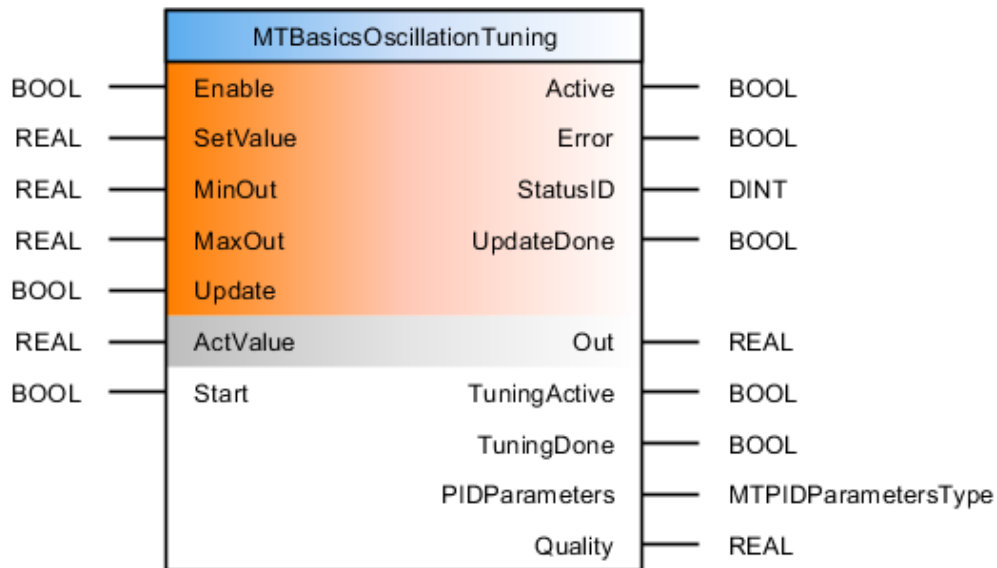 MTBasicsOscillationTuning
BOOL Enable Active BOOL
REAL SetValue Error BOOL
REAL MinOut StatusID DINT
REAL MaxOut UpdateDone BOOL
BOOL Update
REAL ActValue Out REAL
BOOL Start TuningActive BOOL
TuningDone BOOL
PIDParameters MTPIDParametersType
Quality REAL